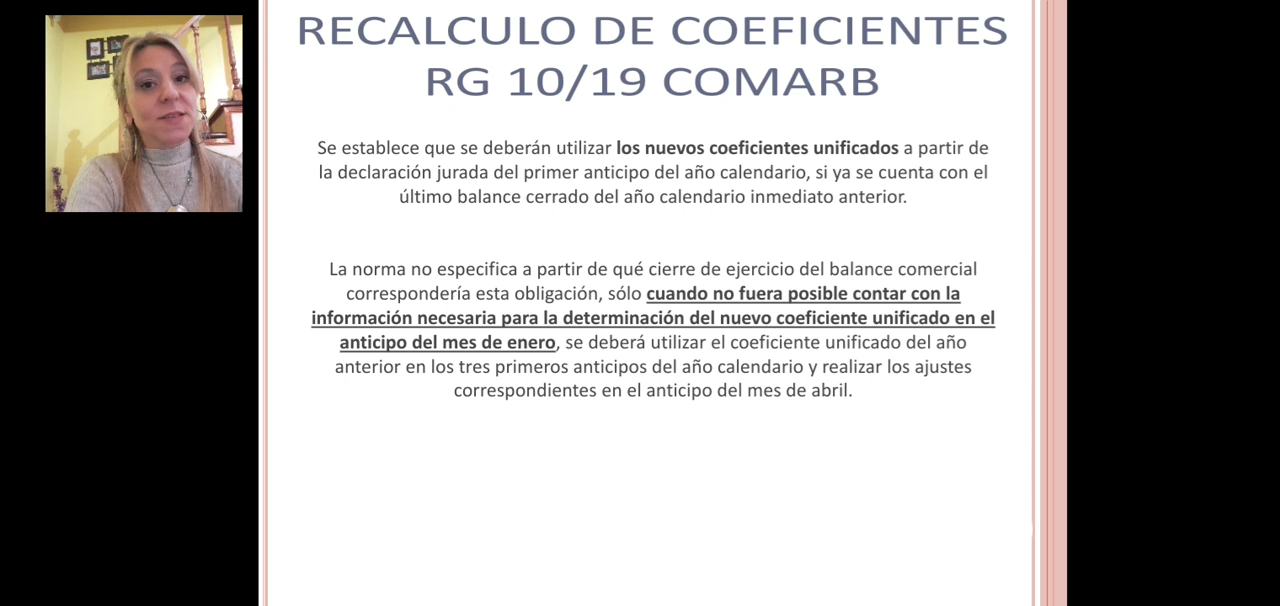 RECALCULO DE COEFICIENTES
RG 10/19 COMARB
Se establece que se deberán utilizar los nuevos coeficientes unificados a partir de
la declaración jurada del primer anticipo del año calendario, si ya se cuenta con el
último balance cerrado del año calendario inmediato anterior.
La norma no especifica a partir de qué cierre de ejercicio del balance comercial
correspondería esta obligación, sólo cuando no fuera posible contar con la
información necesaria para la determinación del nuevo coeficiente unificado en el
anticipo del mes de enero, se deberá utilizar el coeficiente unificado del año
anterior en los tres primeros anticipos del año calendario y realizar los ajustes
correspondientes en el anticipo del mes de abril.